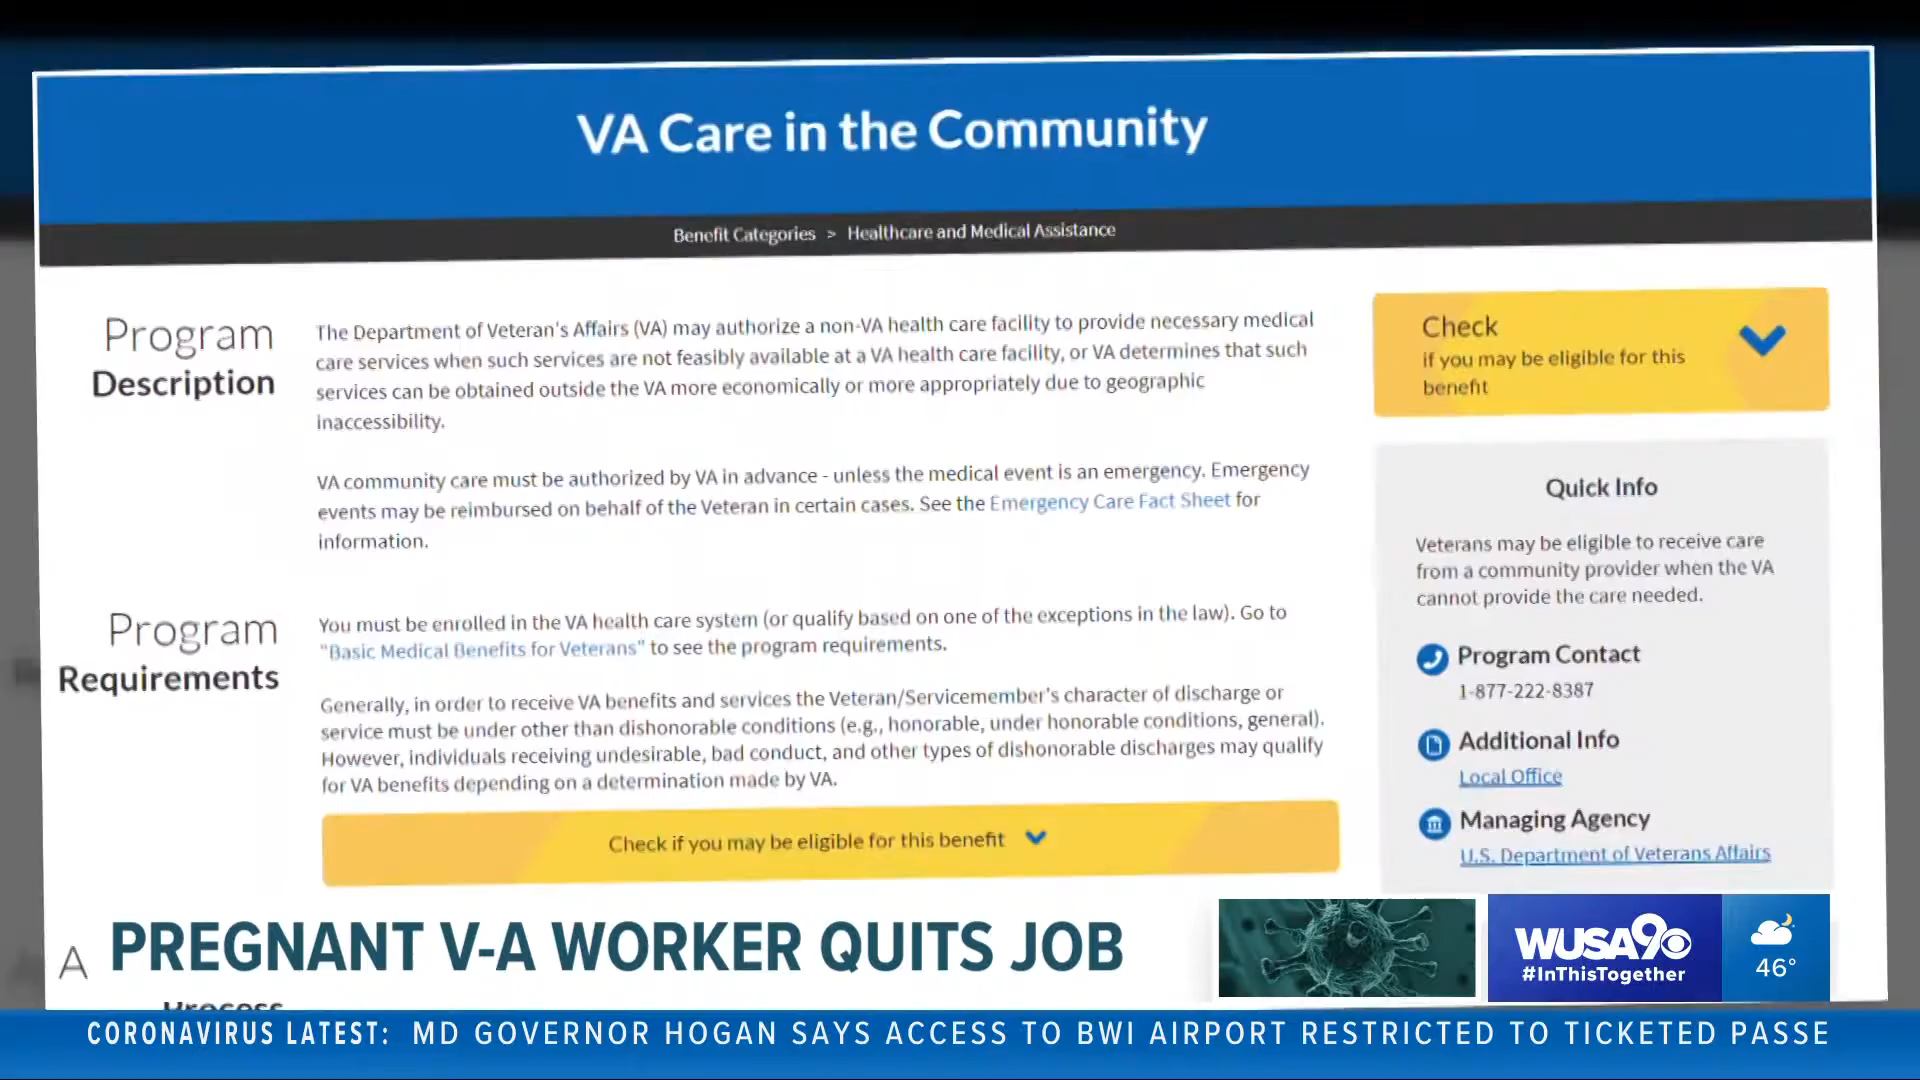 VA Care in the Community
Benefit Categories > Healthcare and Medical Assistance
Program
Description
The Department of Veteran's Affairs (VA) may authorize a non-VA health care facility to provide necessary medical
care services when such services are not feasibly available at a VA health care facility, or VA determines that such
services can be obtained outside the VA more economically or more appropriately due to geographic
inaccessibility.
VA community care must be authorized by VA in advance - unless the medical event is an emergency. Emergency
events may be reimbursed on behalf of the Veteran in certain cases. See the Emergency Care Fact Sheet for
information.
Program
Requirements
You must be enrolled in the VA health care system (or qualify based on one of the exceptions in the law). Go to
"Basic Medical Benefits for Veterans" to see the program requirements.
Generally, in order to receive VA benefits and services the Veteran/Servicemember's character of discharge or
service must be under other than dishonorable conditions (e.g., honorable, under honorable conditions, general).
However, individuals receiving undesirable, bad conduct, and other types of dishonorable discharges may qualify
for VA benefits depending on a determination made by VA.
Check if you may be eligible for this benefit
Check
if you may be eligible for this
benefit
Quick Info
Veterans may be eligible to receive care
from a community provider when the VA
cannot provide the care needed.
Program Contact
1-877-222-8387
Additional Info
Local Office
Managing Agency
U.S. Department of Veterans Affairs
A
PREGNANT V-A WORKER QUITS JOB
Process
WUSA9
#InThisTogether
46°
CORONAVIRUS LATEST: MD GOVERNOR HOGAN SAYS ACCESS TO BWI AIRPORT RESTRICTED TO TICKETED PASSE